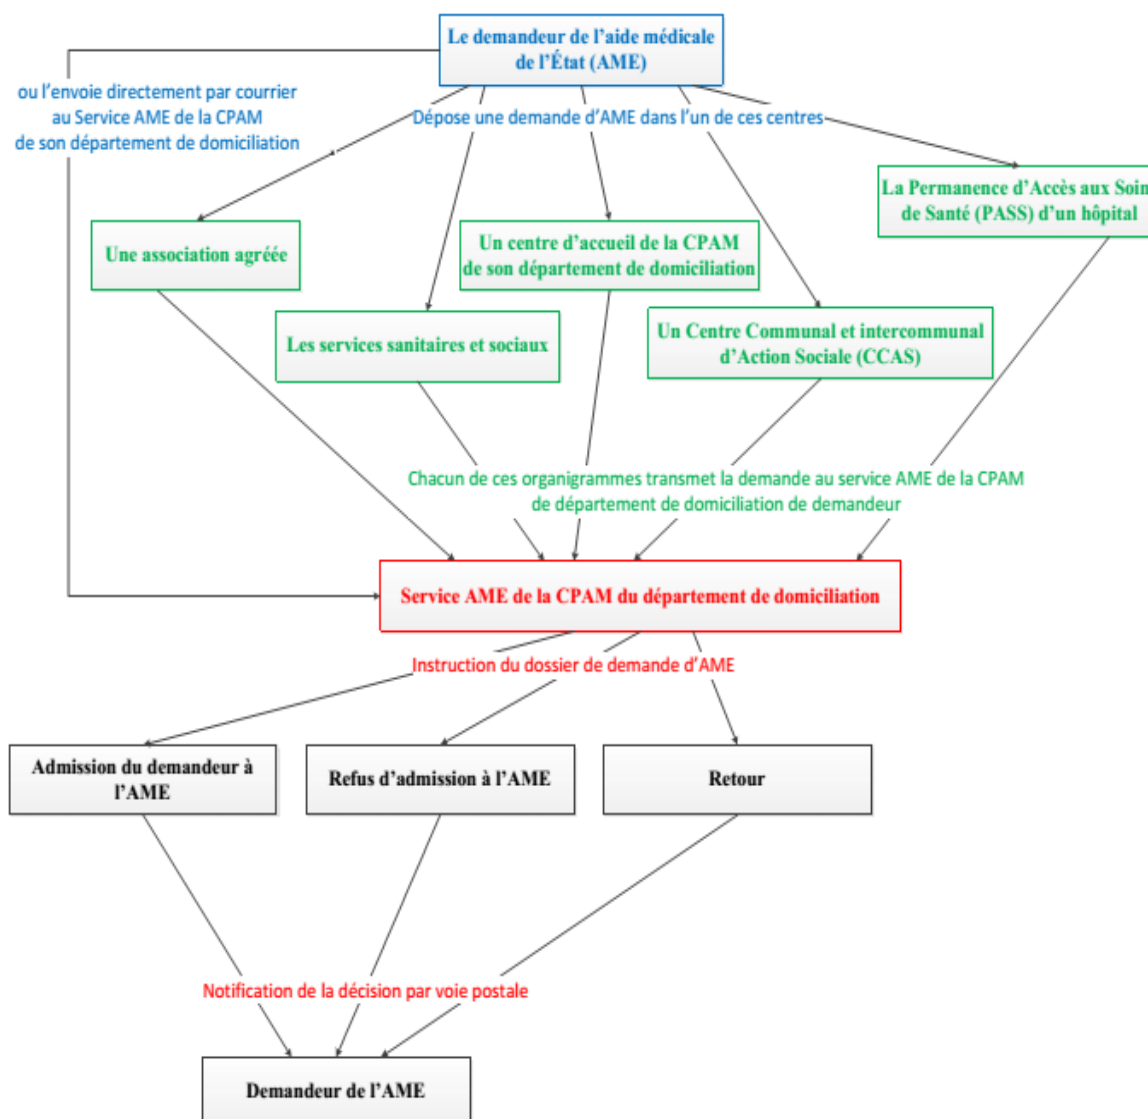 Le demandeur de l'aide médicale
de l'État (AME)
ou l'envoie directement par courrier
au Service AME de la CPAM
de son département de domiciliation
Dépose une demande d'AME dans l'un de ces centres
La Permanence d'Accès aux Soin
de Santé (PASS) d'un hôpital
Une association agréée
Un centre d'accueil de la CPAM
de son département de domiciliation
Les services sanitaires et sociaux
Un Centre Communal et intercommunal
d'Action Sociale (CCAS)
Chacun de ces organigrammes transmet la demande au service AME de la CPAM
de département de domiciliation de demandeur
Service AME de la CPAM du département de domiciliation
Instruction du dossier de demande d'AME
Admission du demandeur à
l'AME
Refus d'admission à l'AME
Retour
Notification de la décision par voie postale
Demandeur de l'AME